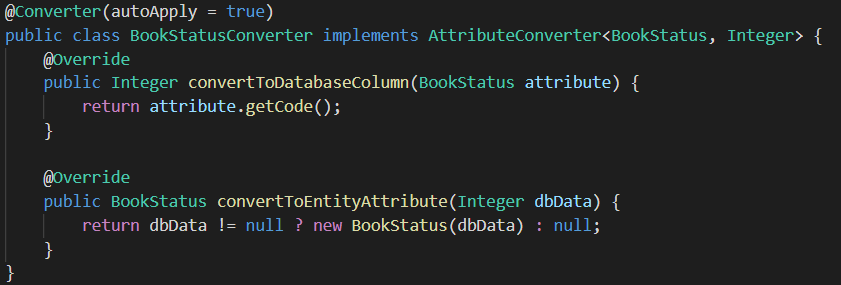 @Converter(autoApply = true)
public class BookStatusConverter implements AttributeConverter<BookStatus, Integer> {
    @Override
    public Integer convertToDatabaseColumn(BookStatus attribute) {
        return attribute.getCode();
    }

    @Override
    public BookStatus convertToEntityAttribute(Integer dbData) {
        return dbData != null ? new BookStatus(dbData) : null;
    }
}